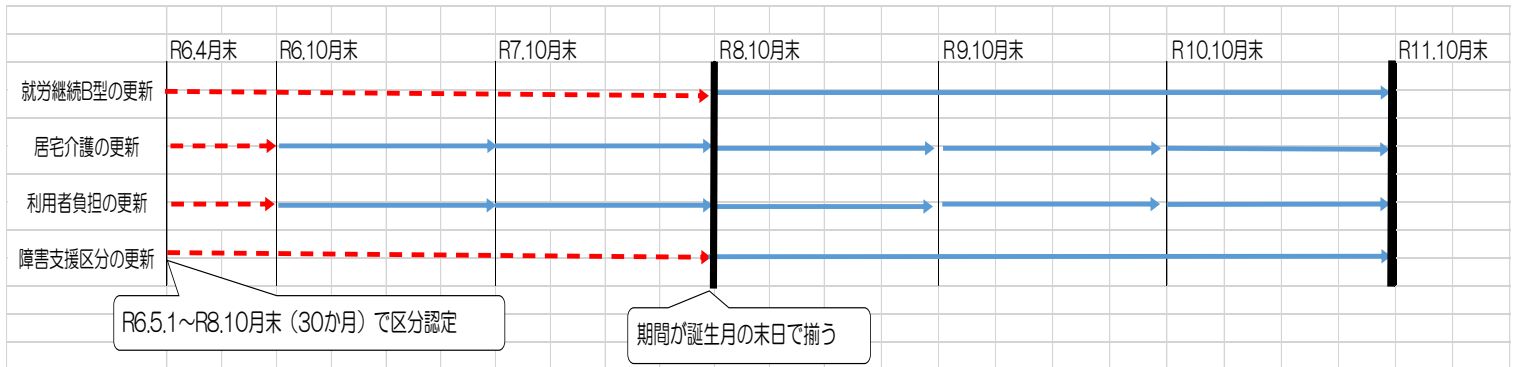 R6.4月末
R6.10月末
R7.10月末
R8.10月末
R9.10月末
R10.10月末
R11.10月末
就労継続B型の更新
居宅介護の更新
利用者負担の更新
障害支援区分の更新
R6.5.1～R8.10月末（30か月）で区分認定
期間が誕生月の末日で揃う